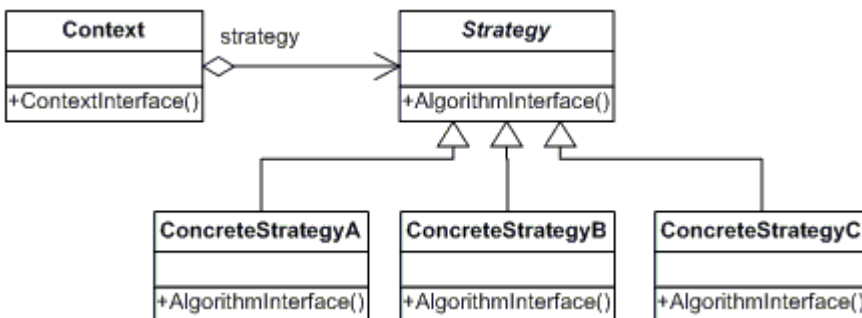 Context
strategy
Strategy
+ContextInterface()
+AlgorithmInterface()
ConcreteStrategyA
ConcreteStrategyB
ConcreteStrategyC
+AlgorithmInterface()
+AlgorithmInterface()
+AlgorithmInterface()